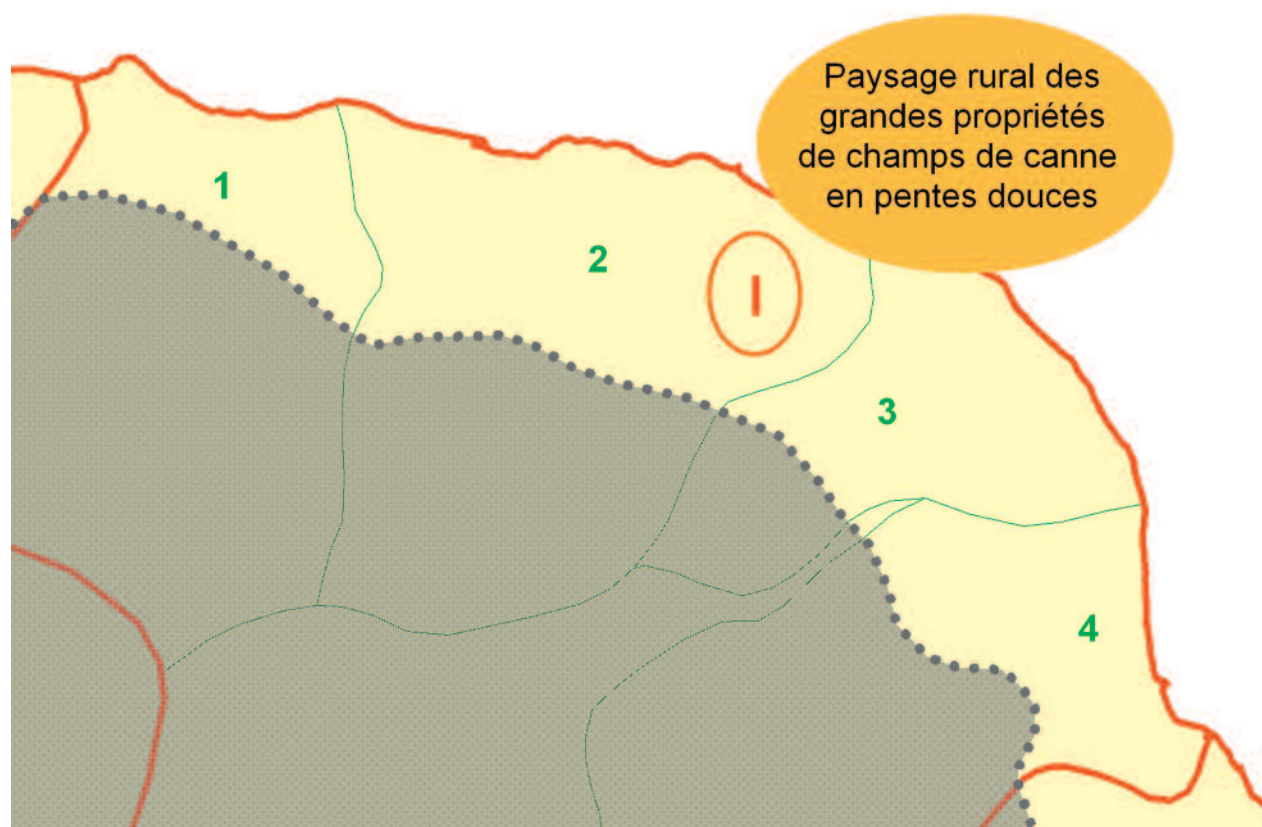 Paysage rural des
grandes propriétés
de champs de canne
en pentes douces
1
2
I
3
4